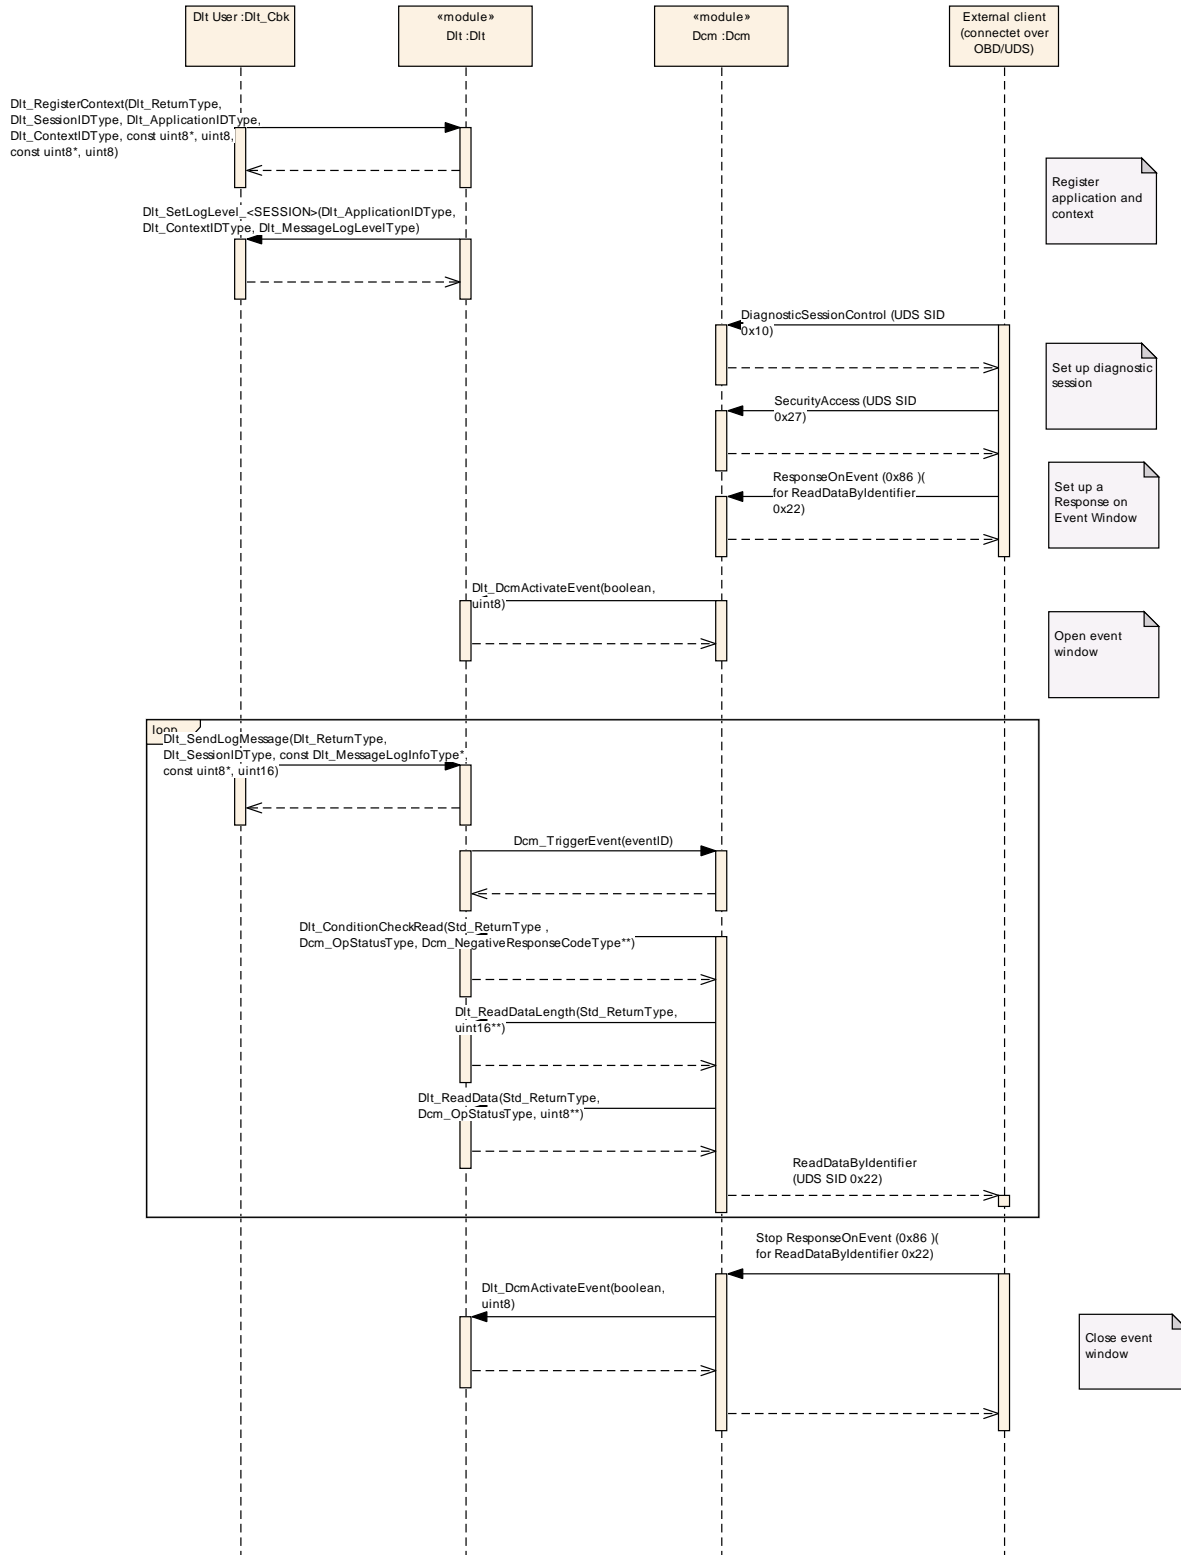 Dlt User :Dlt_Cbk
«module»
Dlt :Dlt
«module»
Dcm :Dcm
External client
(connectet over
OBD/UDS)
Dlt_RegisterContext(Dlt_ReturnType,
Dlt_SessionIDType, Dlt_ApplicationIDType,
Dlt_ContextIDType, const uint8*, uint8,
const uint8*, uint8)
Register
application and
context
Dlt_SetLogLevel_<SESSION>(Dlt_ApplicationIDType,
Dlt_ContextIDType, Dlt_MessageLogLevelType)
DiagnosticSessionControl (UDS SID
0x10)
Set up diagnostic
session
SecurityAccess (UDS SID
0x27)
ResponseOnEvent (0x86 )(
for ReadDataByIdentifier
0x22)
Set up a
Response on
Event Window
Dlt_DcmActivateEvent(boolean,
uint8)
Open event
window
loop
Dlt_SendLogMessage(Dlt_ReturnType,
Dlt_SessionIDType, const Dlt_MessageLogInfoType*,
const uint8*, uint16)
Dcm_TriggerEvent(eventID)
Dlt_ConditionCheckRead(Std_ReturnType ,
Dcm_OpStatusType, Dcm_NegativeResponseCodeType**)
Dlt_ReadDataLength(Std_ReturnType,
uint16**)
Dlt_ReadData(Std_ReturnType,
Dcm_OpStatusType, uint8**)
ReadDataByIdentifier
(UDS SID 0x22)
Stop ResponseOnEvent (0x86 )(
for ReadDataByIdentifier 0x22)
Dlt_DcmActivateEvent(boolean,
uint8)
Close event
window